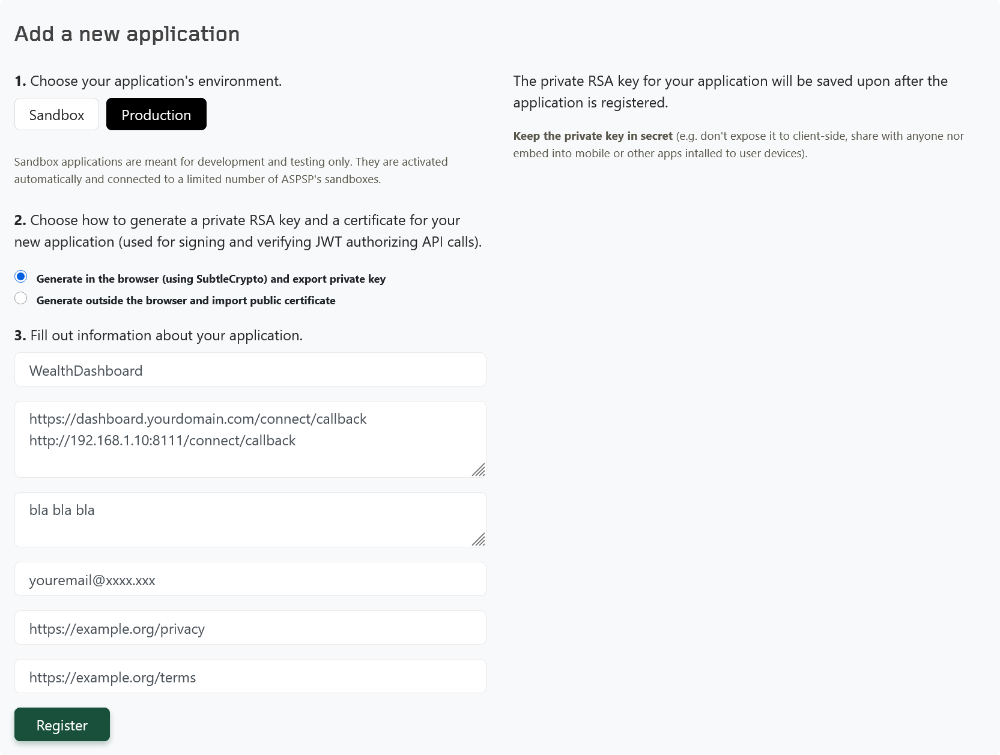 Add a new application
1. Choose your application's environment.
Sandbox
Production
Sandbox applications are meant for development and testing only. They are activated
automatically and connected to a limited number of ASPSP's sandboxes.
2. Choose how to generate a private RSA key and a certificate for your
new application (used for signing and verifying JWT authorizing API calls).
Generate in the browser (using SubtleCrypto) and export private key
Generate outside the browser and import public certificate
3. Fill out information about your application.
WealthDashboard
https://dashboard.yourdomain.com/connect/callback
http://192.168.1.10:8111/connect/callback
bla bla bla
youremail@xxxx.xxx
https://example.org/privacy
https://example.org/terms
Register
The private RSA key for your application will be saved upon after the
application is registered.
Keep the private key in secret (e.g. don't expose it to client-side, share with anyone nor
embed into mobile or other apps intalled to user devices).